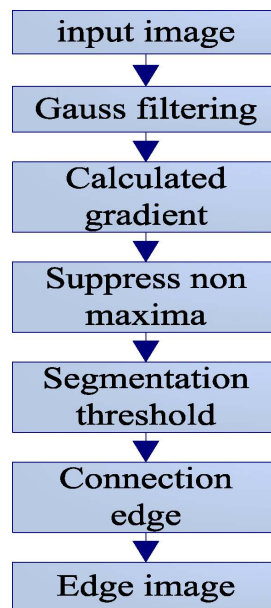 input image
Gauss filtering
Calculated
gradient
Suppress non
maxima
Segmentation
threshold
Connection
edge
Edge image